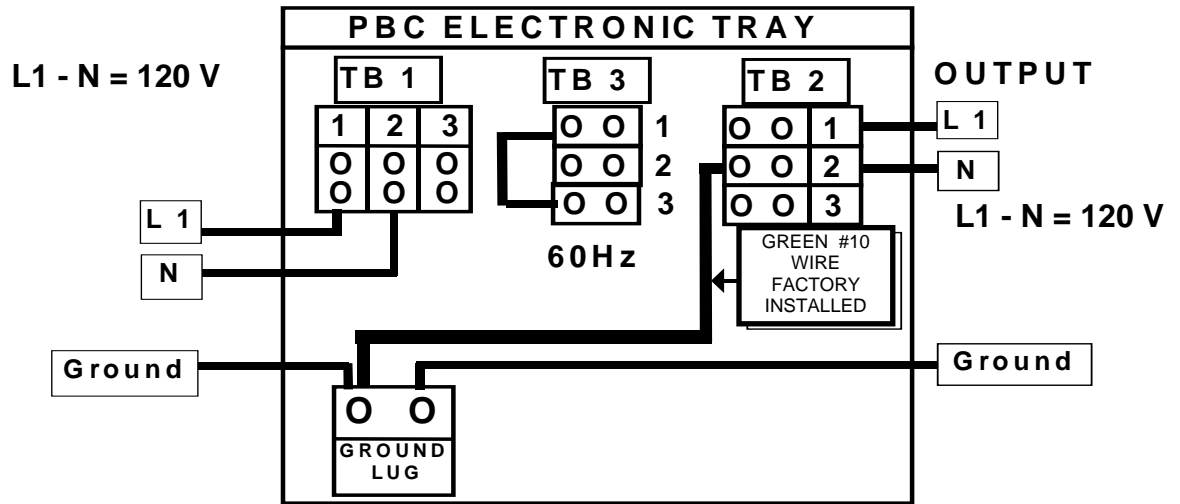 PBC ELECTRONIC TRAY
L1 - N = 120 V
TB 1
TB 3
TB 2
OUTPUT
1 2 3
O O O
O O O
O O 1
O O 2
O O 3
O O 1
O O 2
O O 3
L 1
N
L1 - N = 120 V
L 1
N
60Hz
GREEN #10
WIRE
FACTORY
INSTALLED
Ground
Ground
O O
GROUND
LUG